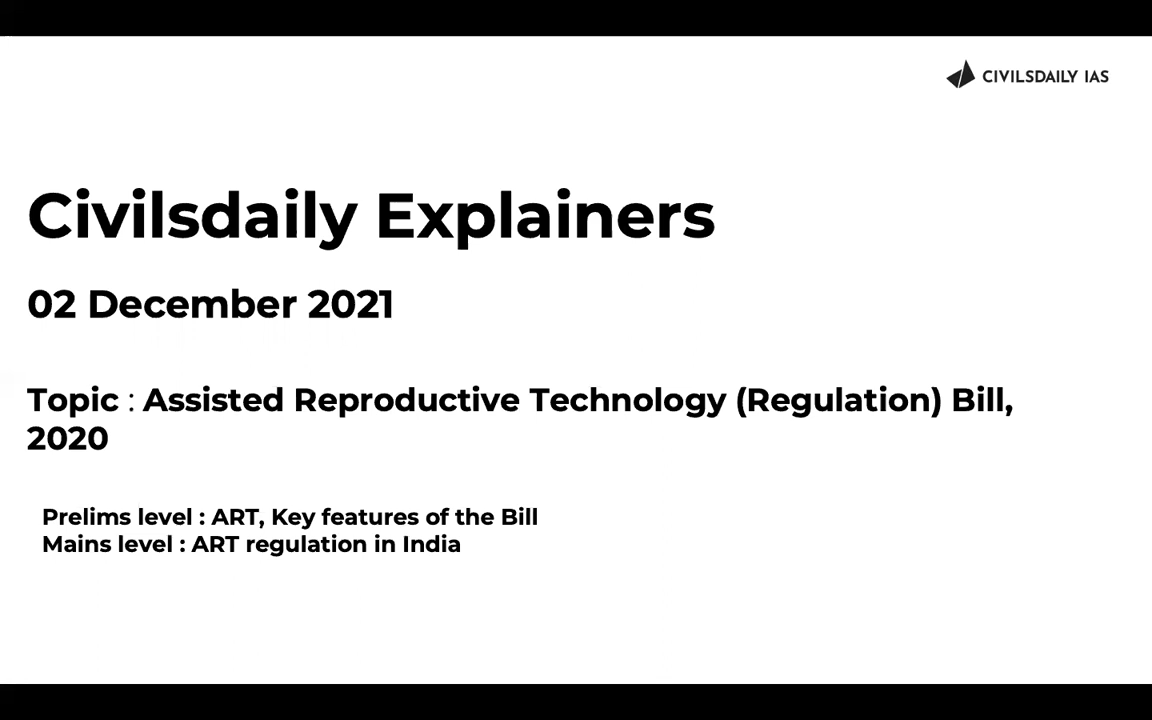 CIVILSDAILY IAS
Civilsdaily Explainers
02 December 2021
Topic : Assisted Reproductive Technology (Regulation) Bill,
2020
Prelims level : ART, Key features of the Bill
Mains level : ART regulation in India